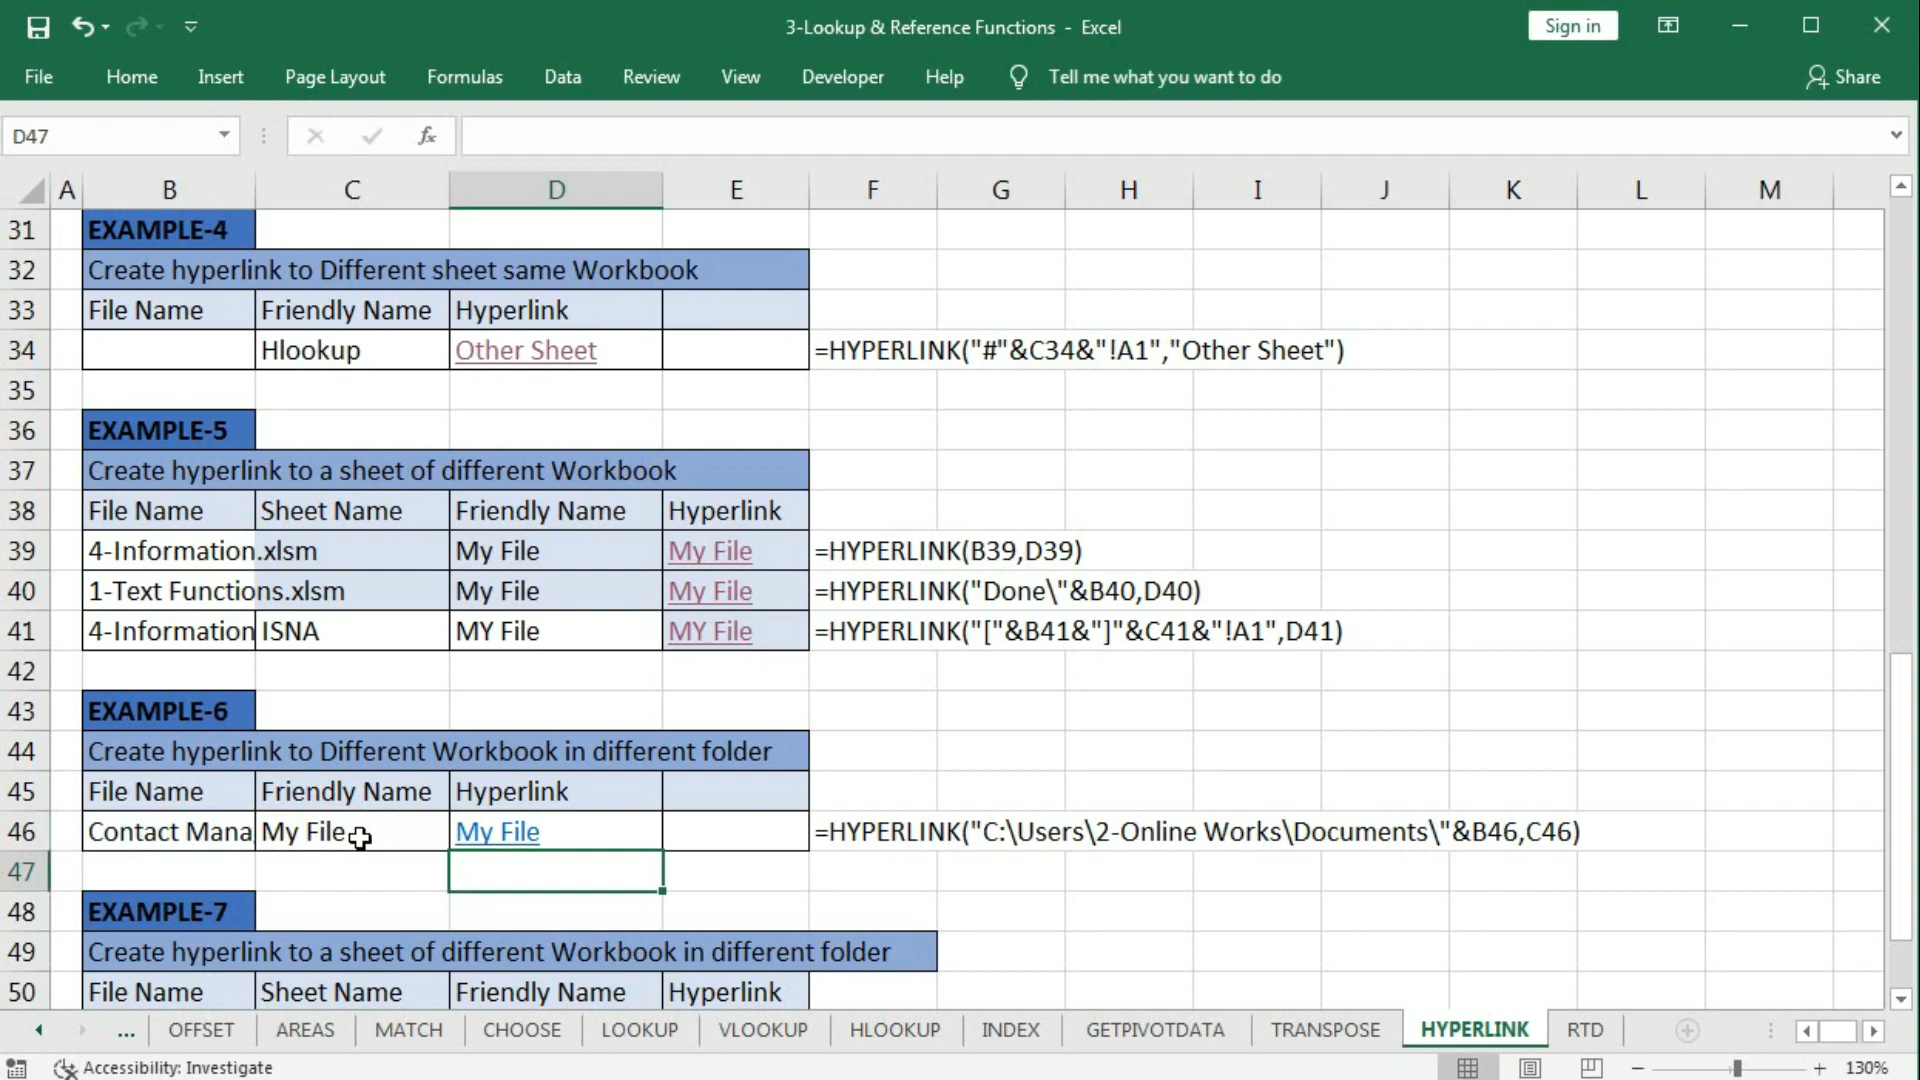 3-Lookup & Reference Functions - Excel
Sign in
File Home Insert Page Layout Formulas Data Review View Developer Help Tell me what you want to do Share
D47 fx
A B C D E F G H I J K L M
31 EXAMPLE-4
32 Create hyperlink to Different sheet same Workbook
33 File Name Friendly Name Hyperlink
34 Hlookup Other Sheet =HYPERLINK("#"&C34&"!A1","Other Sheet")
35
36 EXAMPLE-5
37 Create hyperlink to a sheet of different Workbook
38 File Name Sheet Name Friendly Name Hyperlink
39 4-Information.xlsm My File My File =HYPERLINK(B39,D39)
40 1-Text Functions.xlsm My File My File =HYPERLINK("Done\"&B40,D40)
41 4-Information ISNA MY File MY File =HYPERLINK("["&B41&"]"&C41&"!A1",D41)
42
43 EXAMPLE-6
44 Create hyperlink to Different Workbook in different folder
45 File Name Friendly Name Hyperlink
46 Contact Mana My File My File =HYPERLINK("C:\Users\2-Online Works\Documents\"&B46,C46)
47
48 EXAMPLE-7
49 Create hyperlink to a sheet of different Workbook in different folder
50 File Name Sheet Name Friendly Name Hyperlink
... OFFSET AREAS MATCH CHOOSE LOOKUP VLOOKUP HLOOKUP INDEX GETPIVOTDATA TRANSPOSE HYPERLINK RTD
Accessibility: Investigate 130%